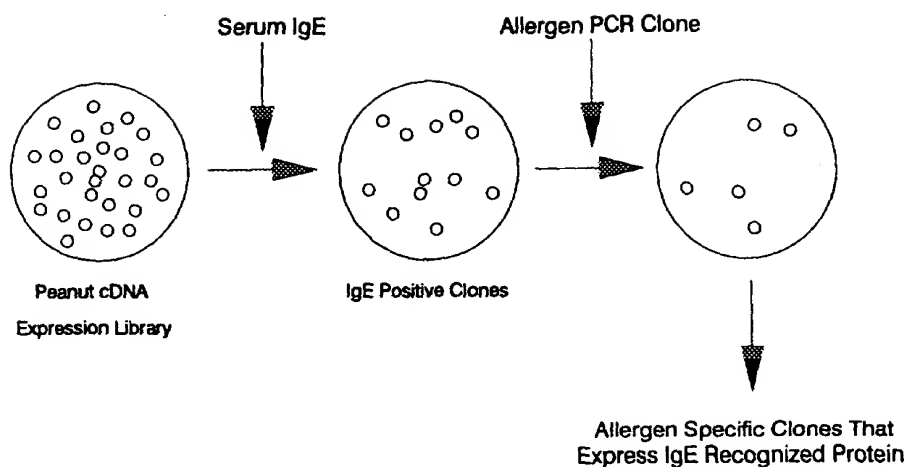 Serum IgE
Allergen PCR Clone
Peanut cDNA
Expression Library
IgE Positive Clones
Allergen Specific Clones That
Express IgE Recognized Protein